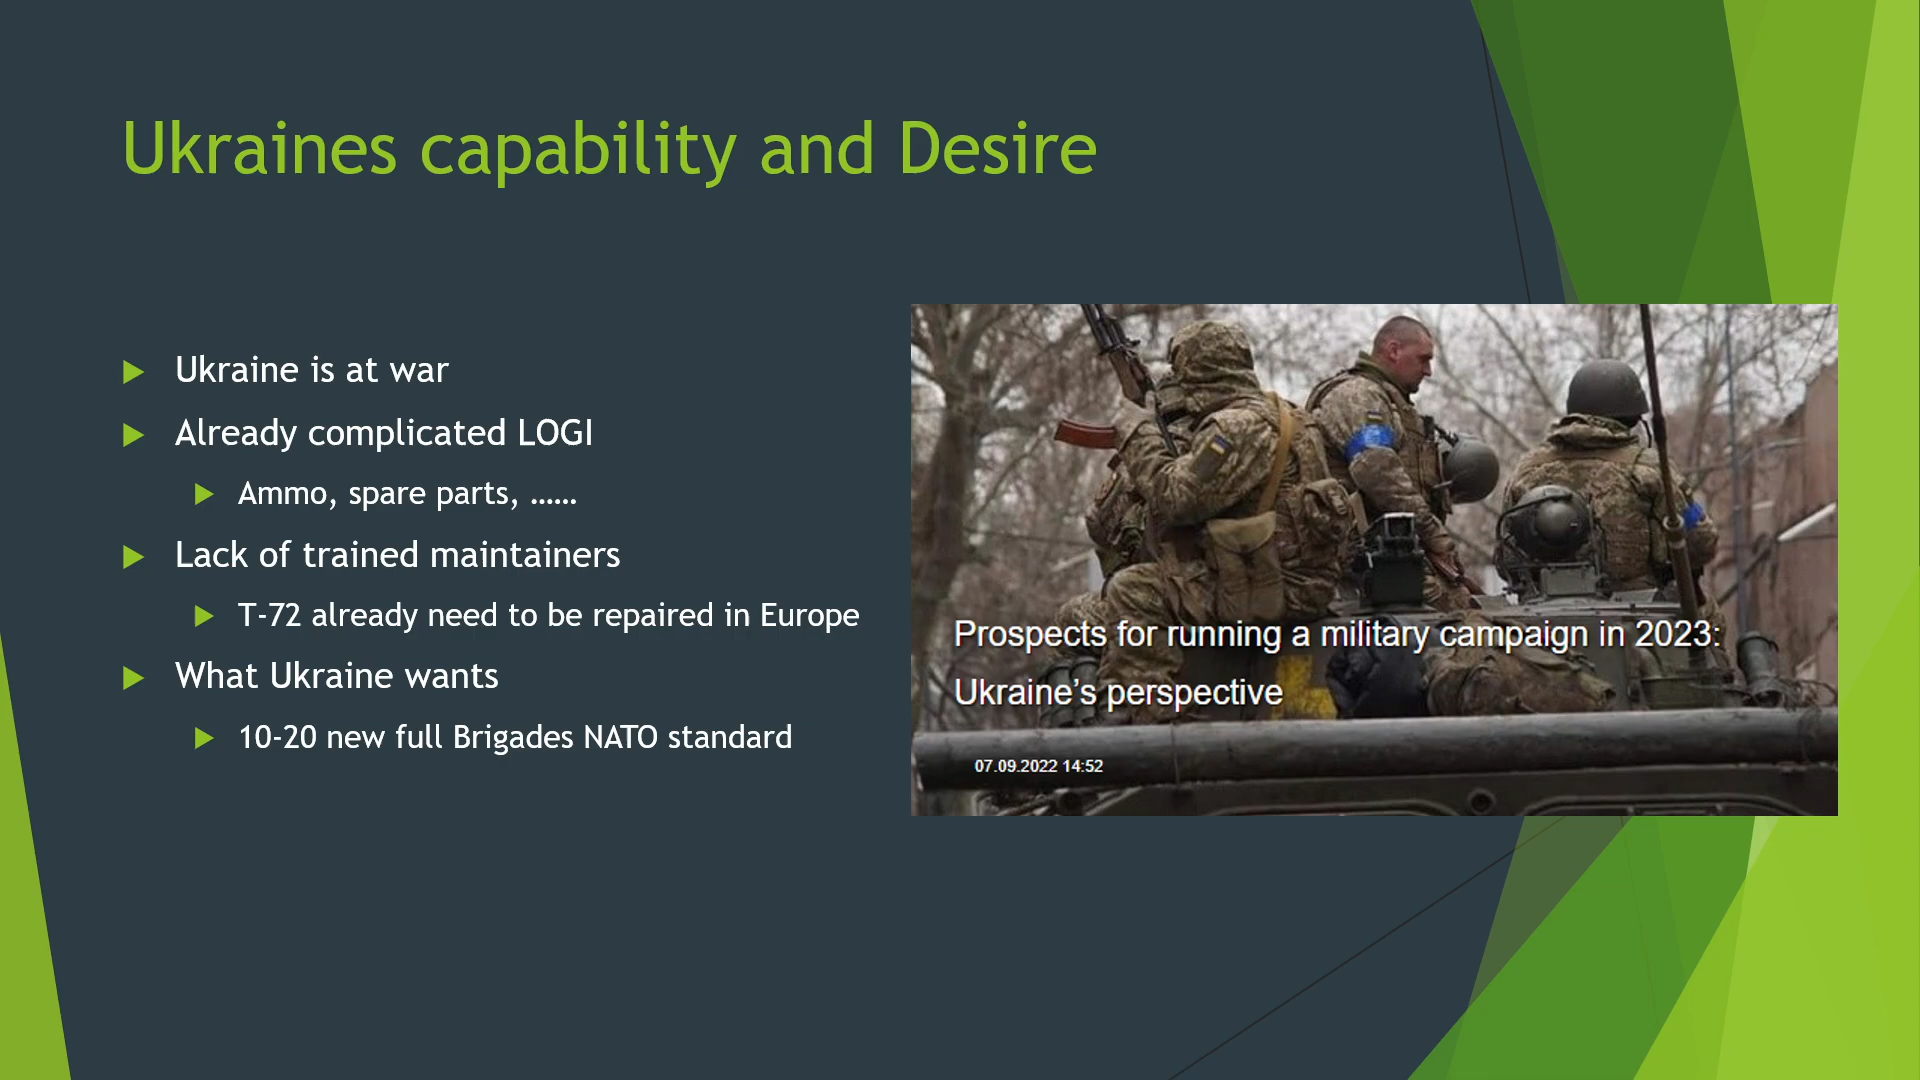 Ukraines capability and Desire
Ukraine is at war
Already complicated LOGI
Ammo, spare parts, ……
Lack of trained maintainers
T-72 already need to be repaired in Europe
What Ukraine wants
10-20 new full Brigades NATO standard
Prospects for running a military campaign in 2023:
Ukraine’s perspective
07.09.2022 14:52